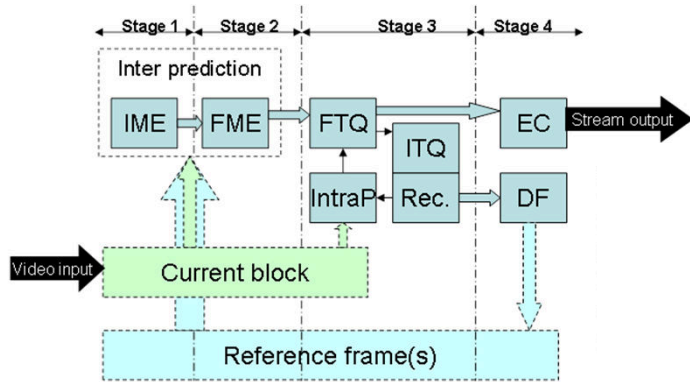 Stage 1
Stage 2
Stage 3
Stage 4
Inter prediction
IME
FME
FTQ
EC
Stream output
ITQ
IntraP
Rec.
DF
Video input
Current block
Reference frame(s)